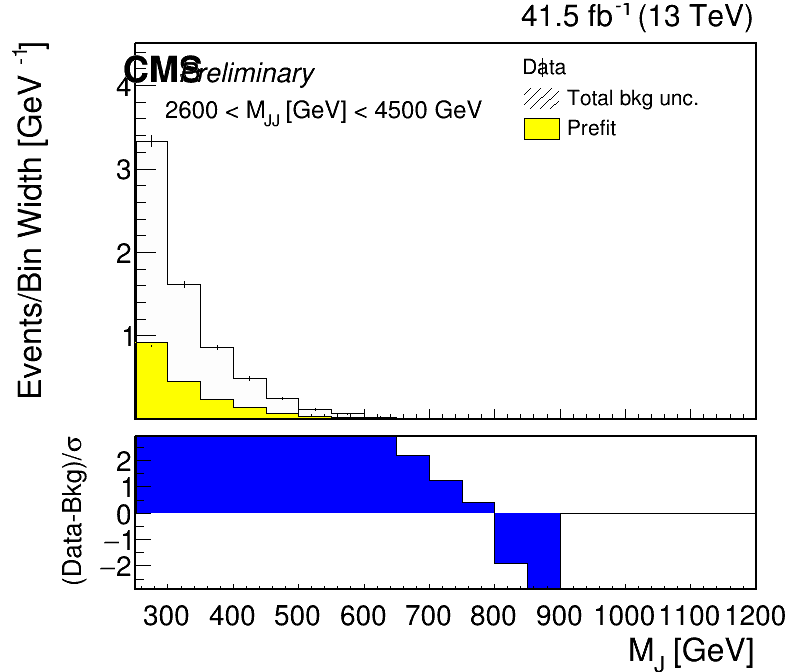 41.5 fb⁻¹ (13 TeV)
CMS Preliminary
2600 < M_JJ [GeV] < 4500 GeV
Data
Total bkg unc.
Prefit
Events/Bin Width [GeV⁻¹]
4
3
2
1
(Data-Bkg)/σ
2
1
0
−1
−2
300 400 500 600 700 800 900 1000 1100 1200
M_J [GeV]